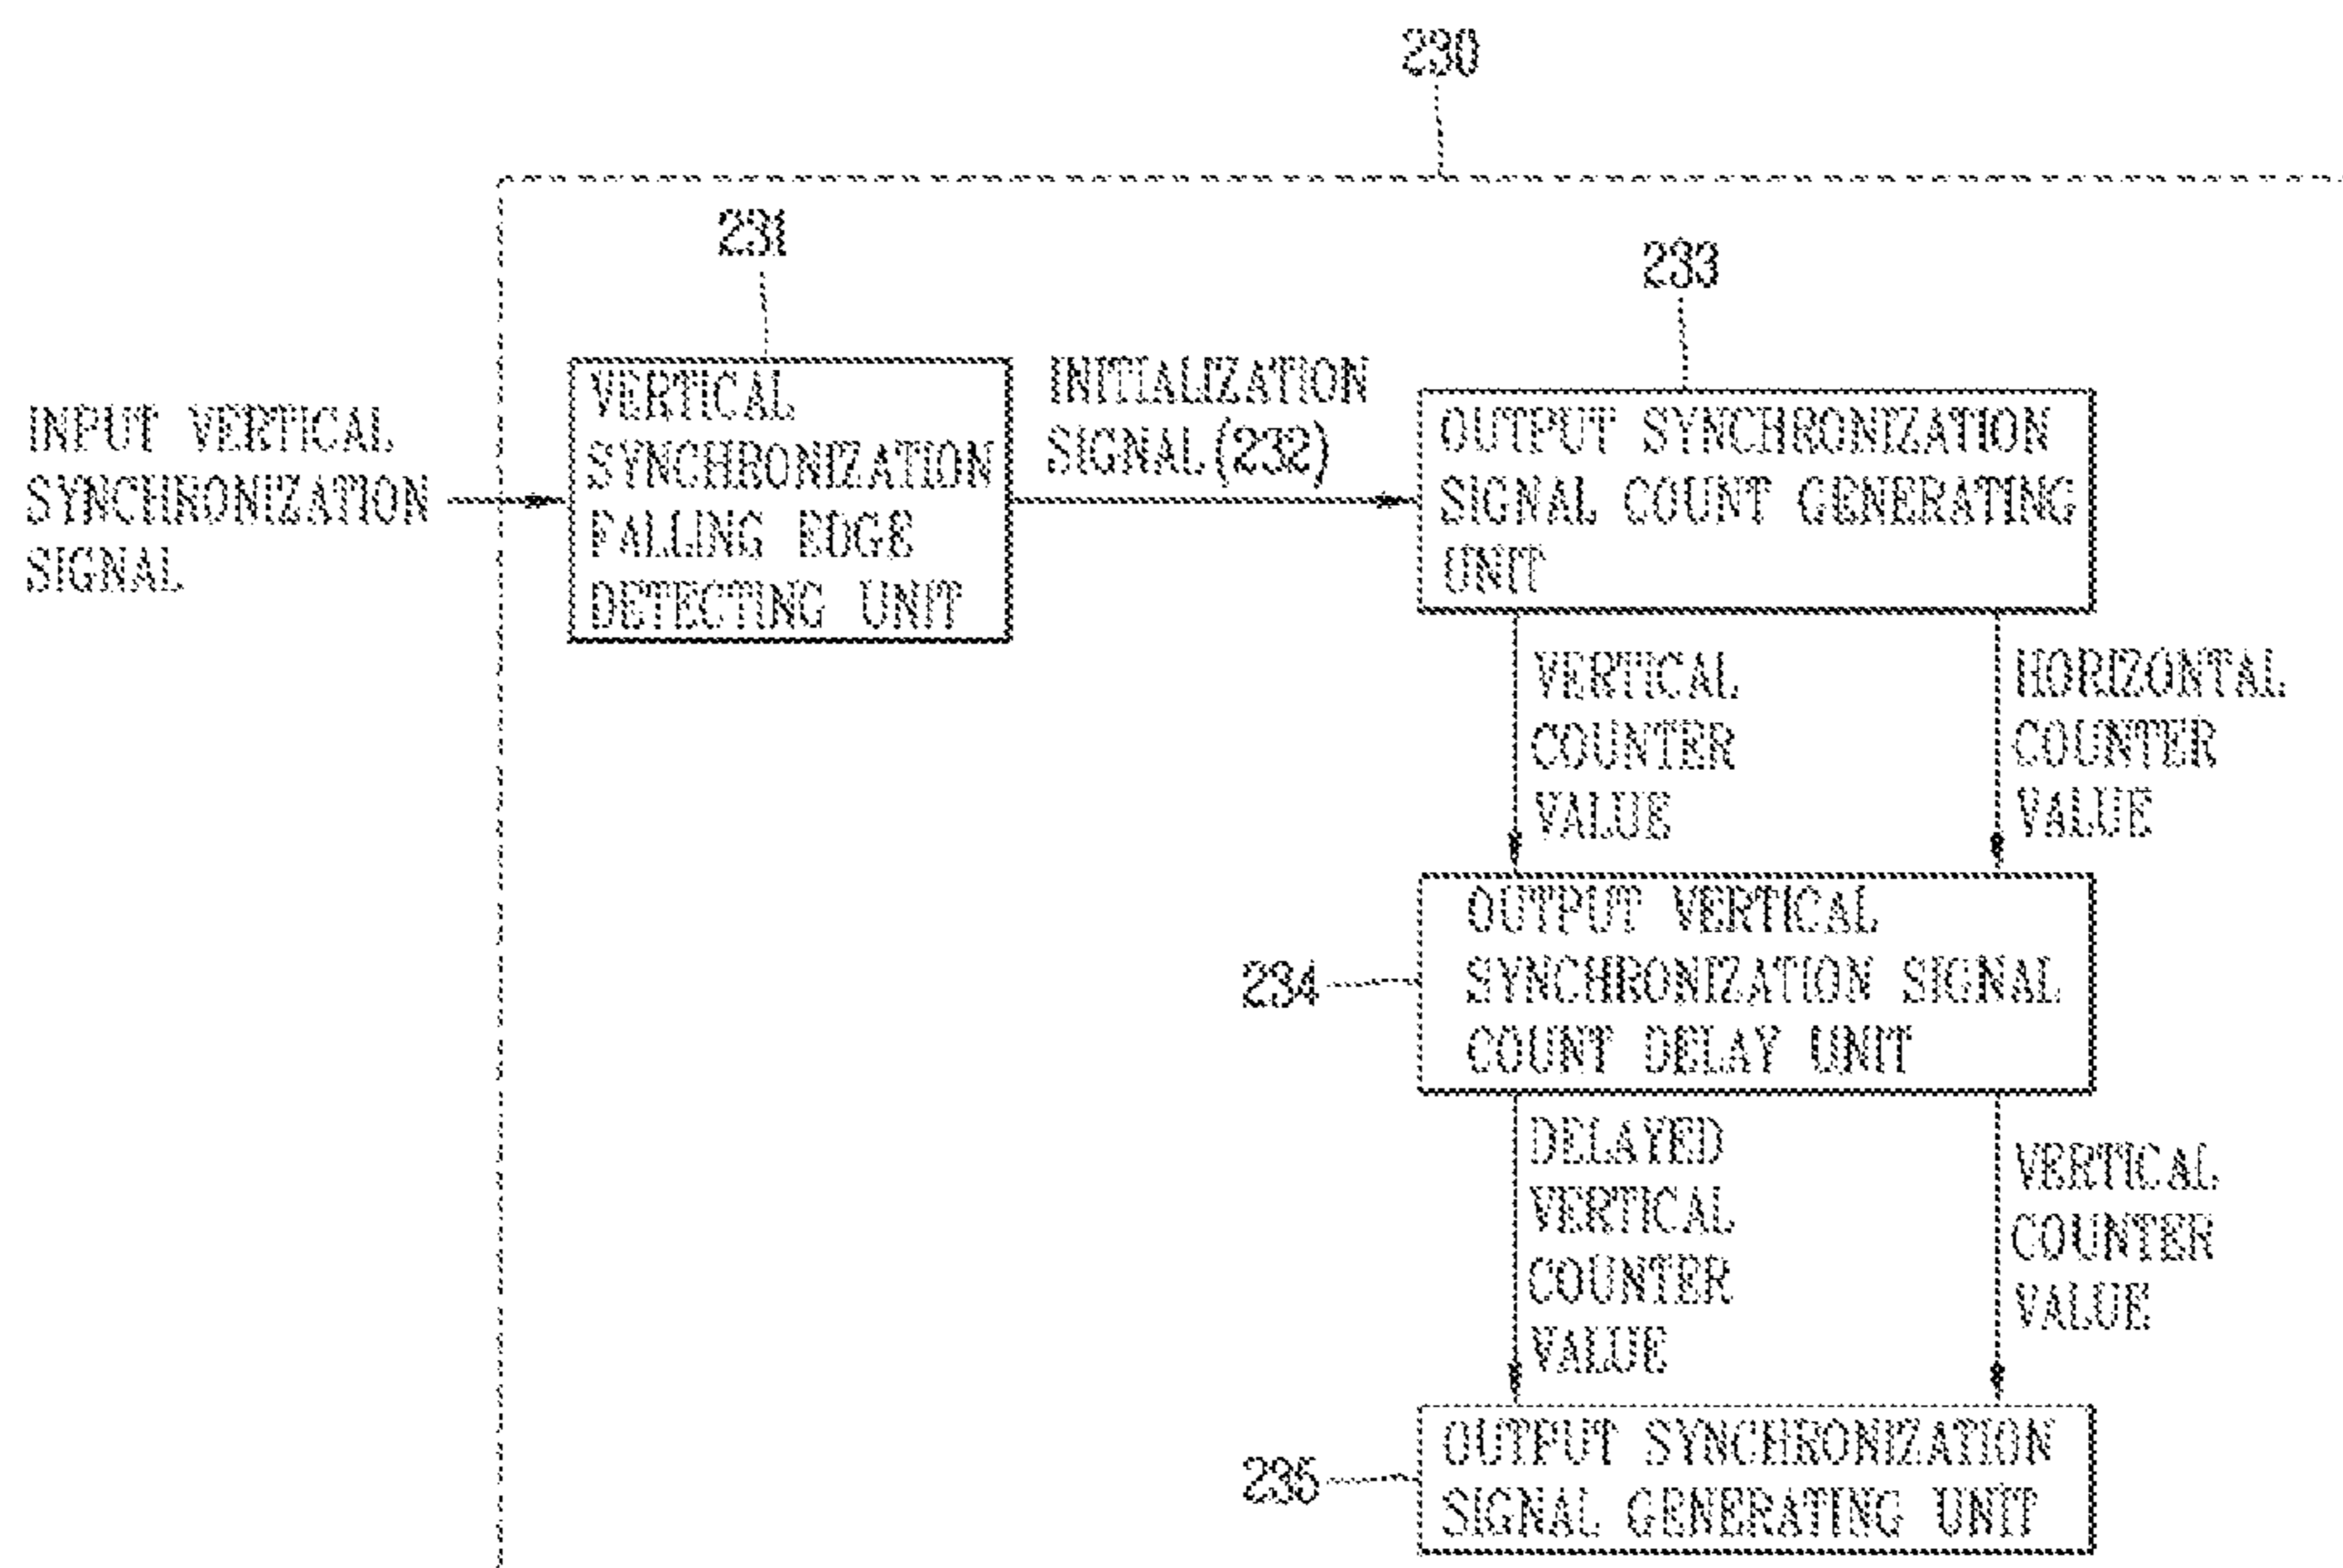 230
231
233
INPUT VERTICAL
SYNCHRONIZATION
SIGNAL
VERTICAL
SYNCHRONIZATION
FALLING EDGE
DETECTING UNIT
INITIALIZATION
SIGNAL(232)
OUTPUT SYNCHRONIZATION
SIGNAL COUNT GENERATING
UNIT
VERTICAL
COUNTER
VALUE
HORIZONTAL
COUNTER
VALUE
234
OUTPUT VERTICAL
SYNCHRONIZATION SIGNAL
COUNT DELAY UNIT
DELAYED
VERTICAL
COUNTER
VALUE
VERTICAL
COUNTER
VALUE
235
OUTPUT SYNCHRONIZATION
SIGNAL GENERATING UNIT